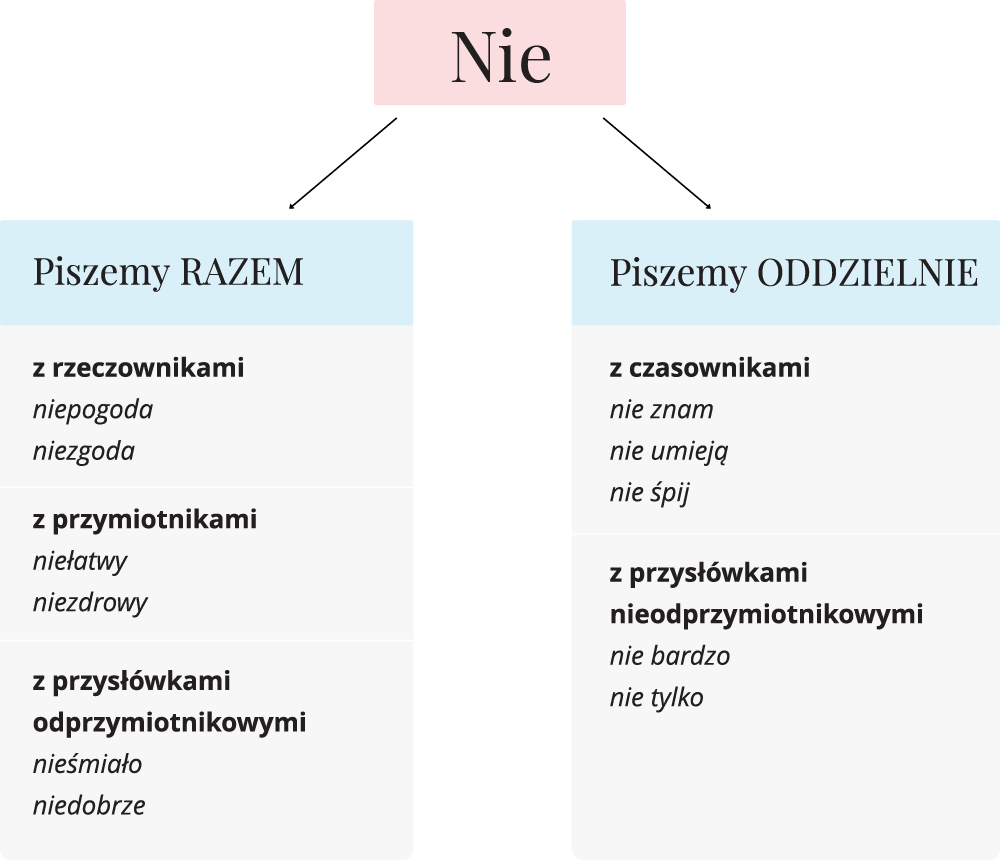 Nie
Piszemy RAZEM
z rzeczownikami
niepogoda
niezgoda
z przymiotnikami
niełatwy
niezdrowy
z przysłówkami
odprzymiotnikowymi
nieśmiało
niedobrze
Piszemy ODDZIELNIE
z czasownikami
nie znam
nie umieją
nie śpij
z przysłówkami
nieodprzymiotnikowymi
nie bardzo
nie tylko